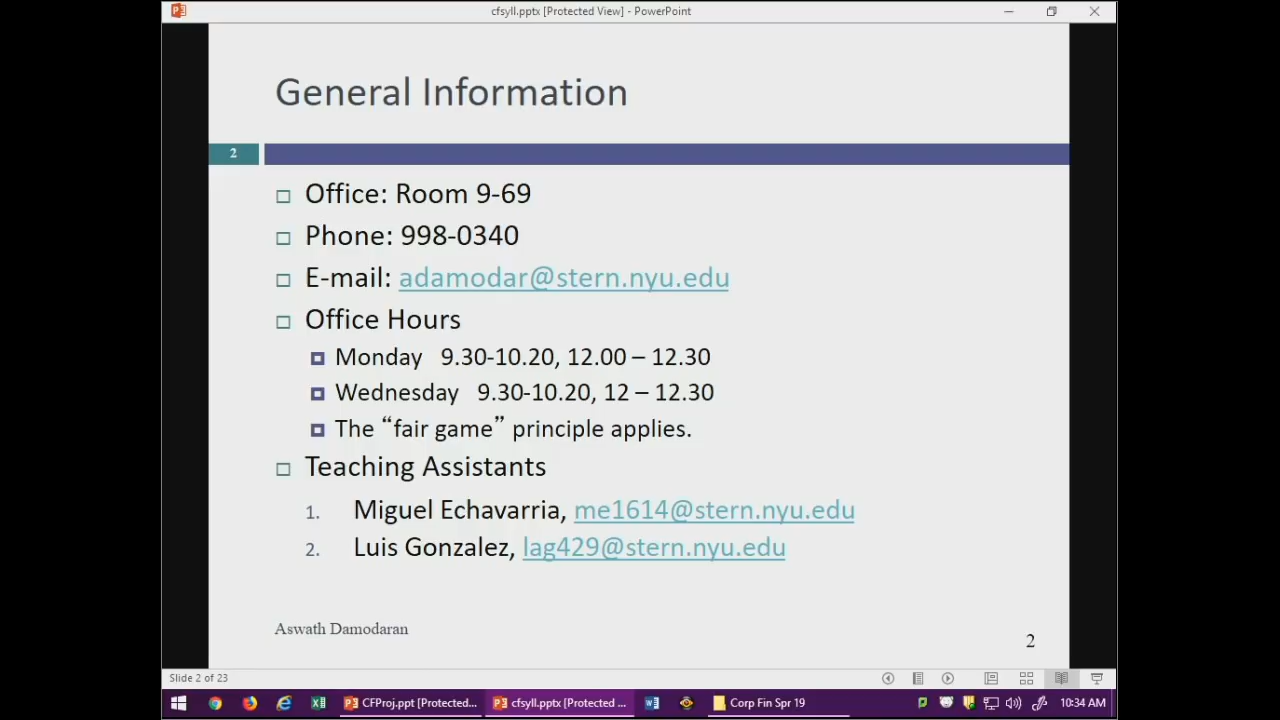 cfsyll.pptx [Protected View] - PowerPoint
General Information
2
Office: Room 9-69
Phone: 998-0340
E-mail: adamodar@stern.nyu.edu
Office Hours
Monday 9.30-10.20, 12.00 – 12.30
Wednesday 9.30-10.20, 12 – 12.30
The “fair game” principle applies.
Teaching Assistants
1. Miguel Echavarria, me1614@stern.nyu.edu
2. Luis Gonzalez, lag429@stern.nyu.edu
Aswath Damodaran
2
Slide 2 of 23
CFProj.ppt [Protected... cfsyll.pptx [Protected ... Corp Fin Spr 19 10:34 AM